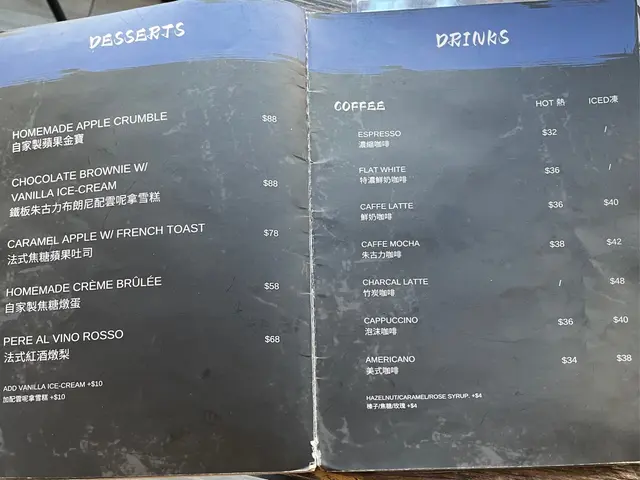 DESSERTS
HOMEMADE APPLE CRUMBLE $88
自家製蘋果金寶
CHOCOLATE BROWNIE W/
VANILLA ICE-CREAM $88
鐵板朱古力布朗尼配雲呢拿雪糕
CARAMEL APPLE W/ FRENCH TOAST $78
法式焦糖蘋果吐司
HOMEMADE CRÈME BRÛLÉE $58
自家製焦糖燉蛋
PERE AL VINO ROSSO $68
法式紅酒燉梨
ADD VANILLA ICE-CREAM +$10
加配雲呢拿雪糕 +$10
DRINKS
COFFEE HOT 熱 ICED凍
ESPRESSO $32 /
濃縮咖啡
FLAT WHITE $36 /
特濃鮮奶咖啡
CAFFE LATTE $36 $40
鮮奶咖啡
CAFFE MOCHA $38 $42
朱古力咖啡
CHARCAL LATTE / $48
竹炭咖啡
CAPPUCCINO $36 $40
泡沫咖啡
AMERICANO $34 $38
美式咖啡
HAZELNUT/CARAMEL/ROSE SYRUP. +$4
榛子/焦糖/玫瑰 +$4